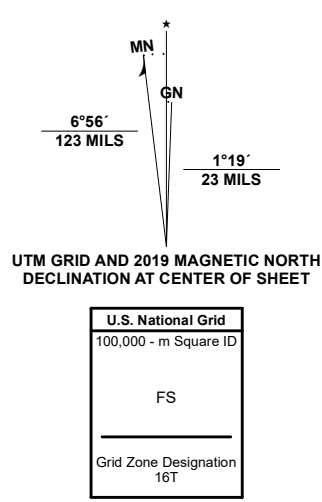 ★
MN
GN
6°56´
123 MILS
1°19´
23 MILS
UTM GRID AND 2019 MAGNETIC NORTH
DECLINATION AT CENTER OF SHEET
U.S. National Grid
100,000 - m Square ID
FS
Grid Zone Designation
16T